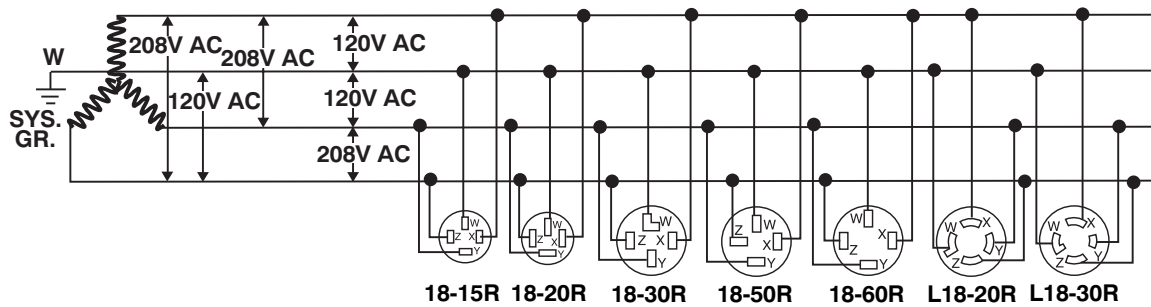 208V AC
208V AC
120V AC
W
120V AC
120V AC
SYS.
GR.
208V AC
W
Z
X
Y
W
Z
X
Y
W
Z
X
Y
W
Z
X
Y
W
Z
X
Y
W
X
Z
Y
W
X
Z
Y
18-15R
18-20R
18-30R
18-50R
18-60R
L18-20R
L18-30R